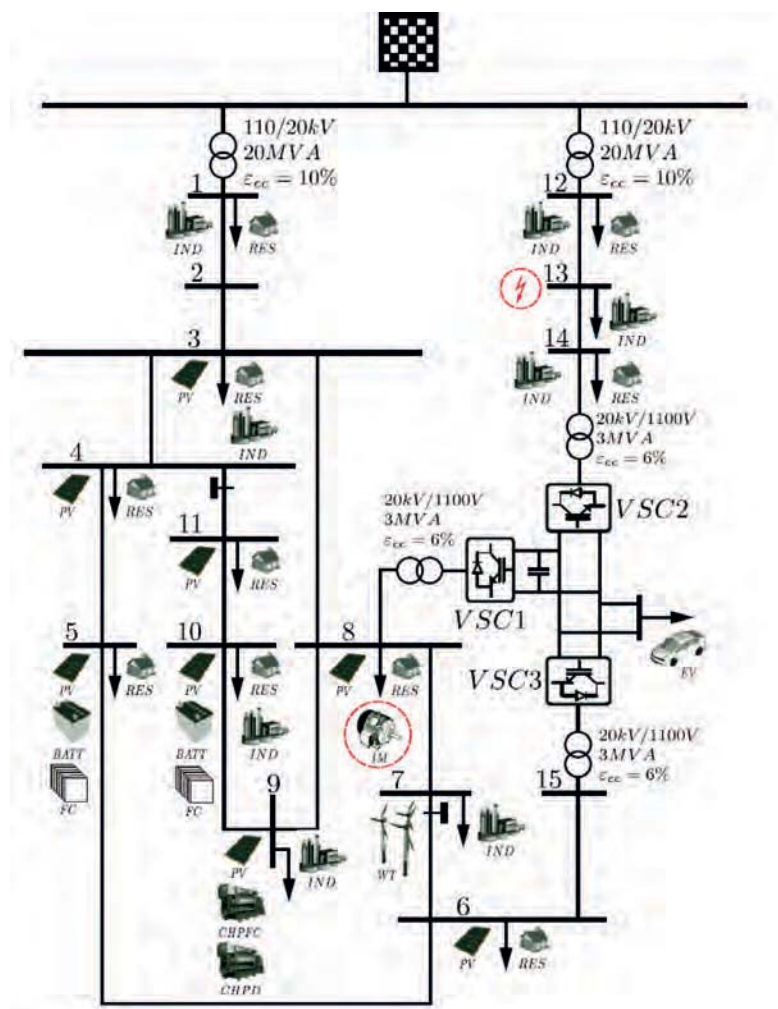 110/20kV
20MVA
εcc = 10%
110/20kV
20MVA
εcc = 10%
1
12
IND
RES
IND
RES
2
13
IND
3
14
PV
RES
IND
IND
RES
20kV/1100V
3MVA
εcc = 6%
4
PV
RES
VSC2
20kV/1100V
3MVA
εcc = 6%
11
PV
RES
VSC1
5
10
8
PV
RES
PV
RES
PV
RES
EV
VSC3
BATT
BATT
IND
IM
20kV/1100V
3MVA
εcc = 6%
FC
FC
9
7
15
PV
IND
WT
IND
CHPFC
6
PV
RES
CHPD